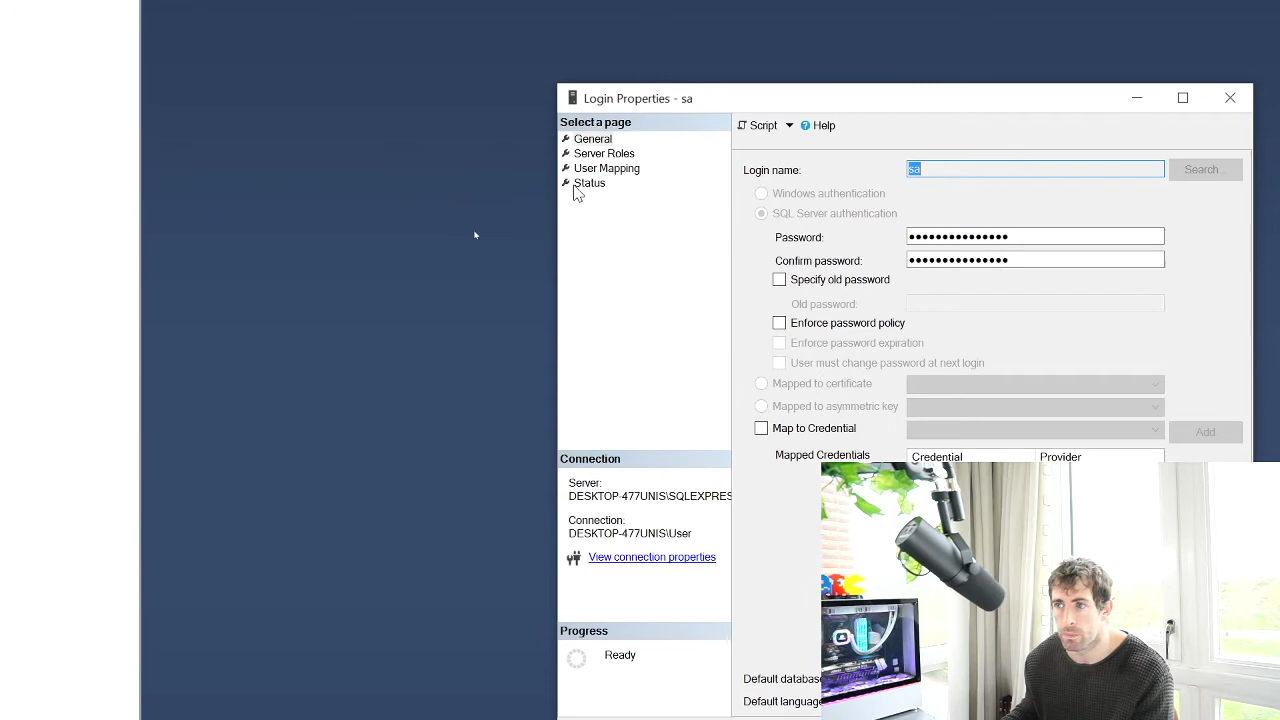 Login Properties - sa
Select a page
General
Server Roles
User Mapping
Status
Script
Help
Login name:
sa
Search...
Windows authentication
SQL Server authentication
Password:
Confirm password:
Specify old password
Old password:
Enforce password policy
Enforce password expiration
User must change password at next login
Mapped to certificate
Mapped to asymmetric key
Map to Credential
Add
Mapped Credentials
Credential
Provider
Connection
Server:
DESKTOP-477UNIS\SQLEXPRES
Connection:
DESKTOP-477UNIS\User
View connection properties
Progress
Ready
Default database
Default language